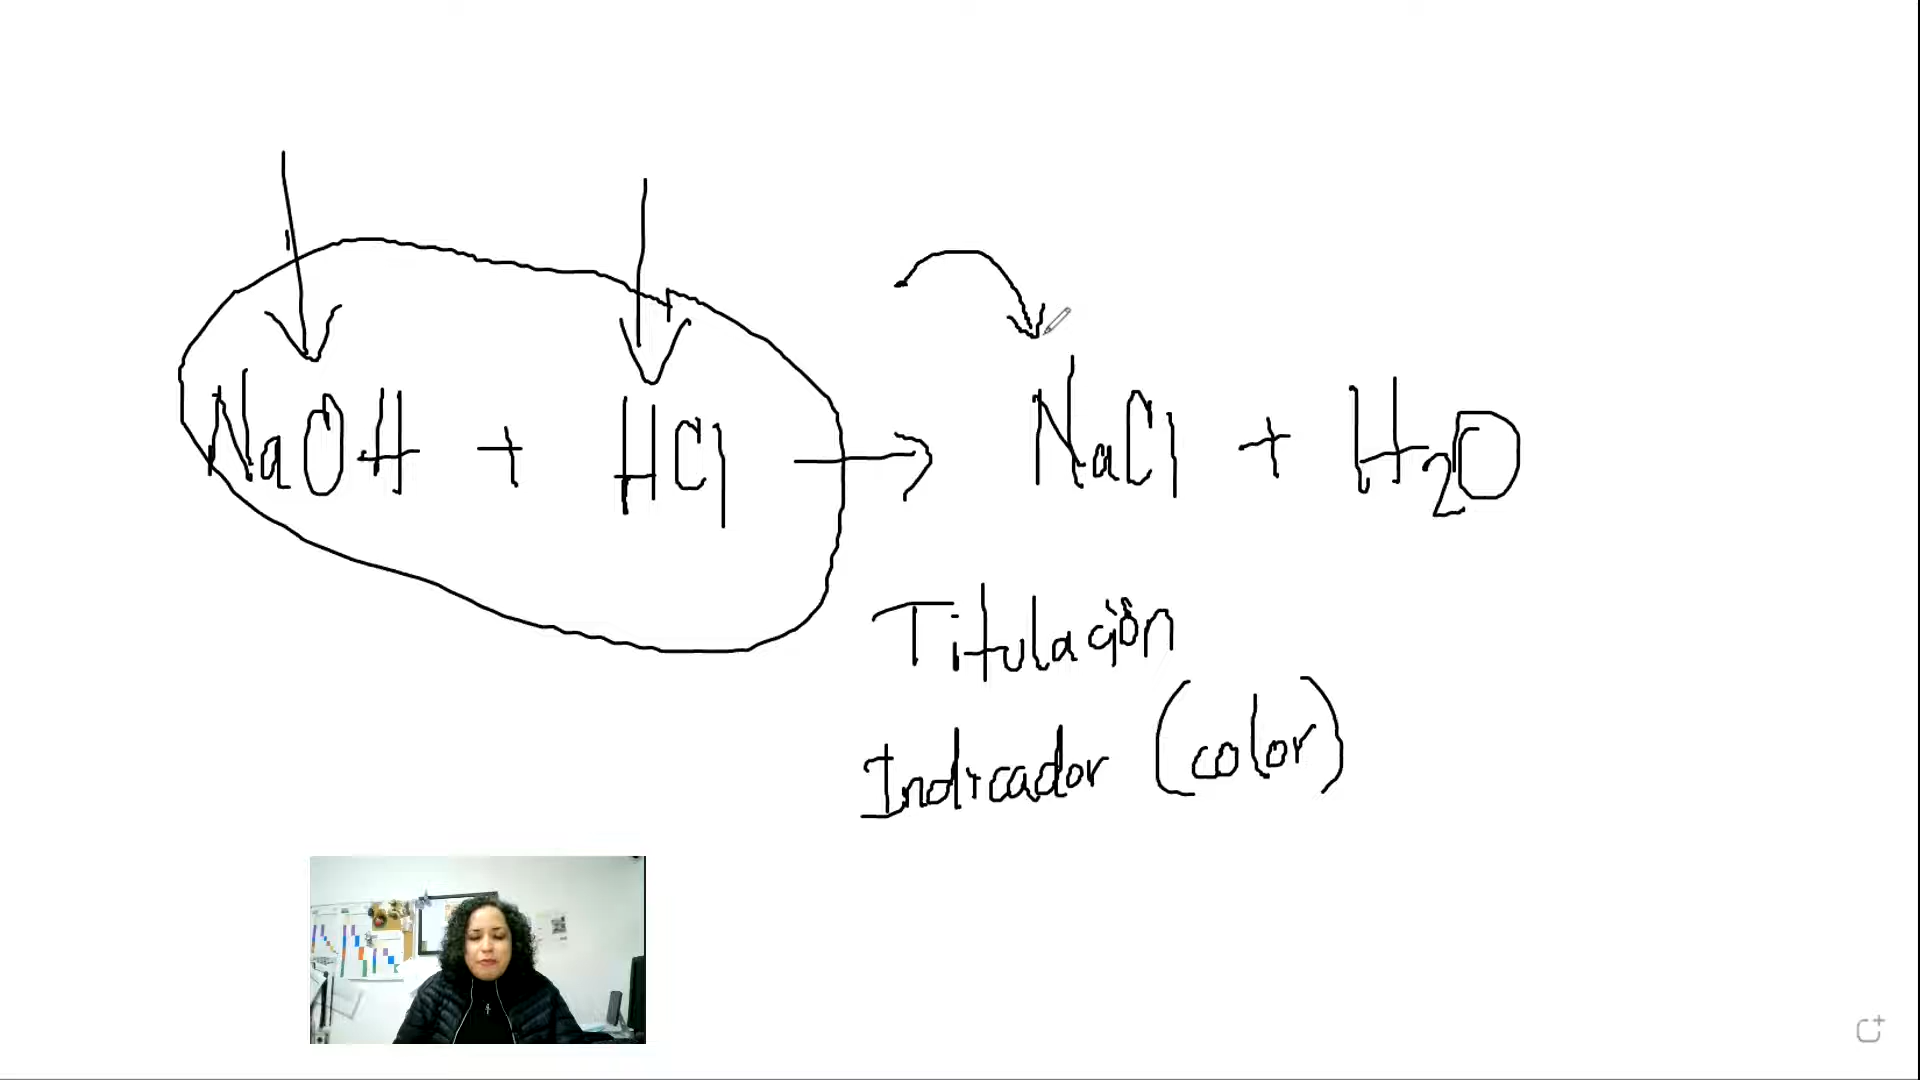 NaOH + HCl → NaCl + H₂O
Titulación
Indicador (color)